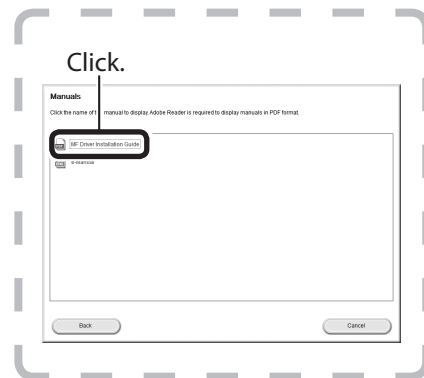 Click.
Manuals
Click the name of the manual to display. Adobe Reader is required to display manuals in PDF format.
MF Driver Installation Guide
e-Manual
Back
Cancel